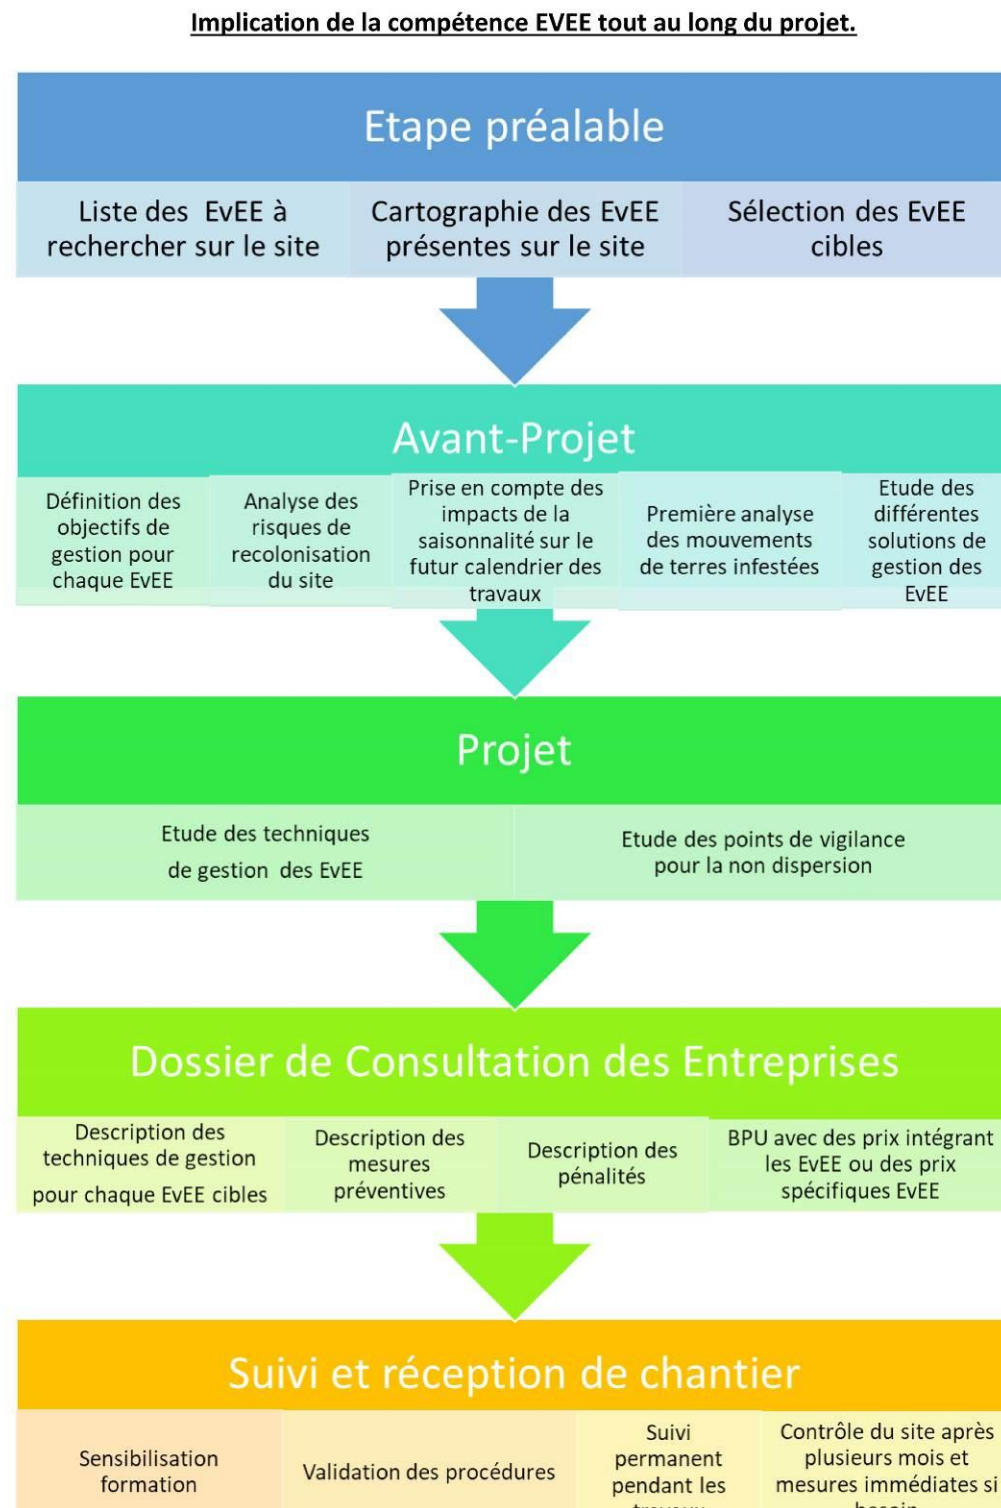 Implication de la compétence EVEE tout au long du projet.
Etape préalable
Liste des EvEE à
rechercher sur le site
Cartographie des EvEE
présentes sur le site
Sélection des EvEE
cibles
Avant-Projet
Définition des
objectifs de
gestion pour
chaque EvEE
Analyse des
risques de
recolonisation
du site
Prise en compte des
impacts de la
saisonnalité sur le
futur calendrier des
travaux
Première analyse
des mouvements
de terres infestées
Etude des
différentes
solutions de
gestion des
EvEE
Projet
Etude des techniques
de gestion des EvEE
Etude des points de vigilance
pour la non dispersion
Dossier de Consultation des Entreprises
Description des
techniques de gestion
pour chaque EvEE cibles
Description des
mesures
préventives
Description des
pénalités
BPU avec des prix intégrant
les EvEE ou des prix
spécifiques EvEE
Suivi et réception de chantier
Sensibilisation
formation
Validation des procédures
Suivi
permanent
pendant les
travaux
Contrôle du site après
plusieurs mois et
mesures immédiates si
besoin